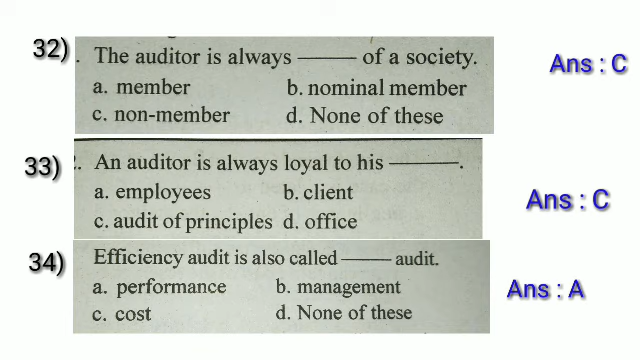 32)
. The auditor is always ——— of a society.
a. member b. nominal member
c. non-member d. None of these
Ans : C
33)
2. An auditor is always loyal to his ———.
a. employees b. client
c. audit of principles d. office
Ans : C
34)
Efficiency audit is also called ——— audit.
a. performance b. management
c. cost d. None of these
Ans : A